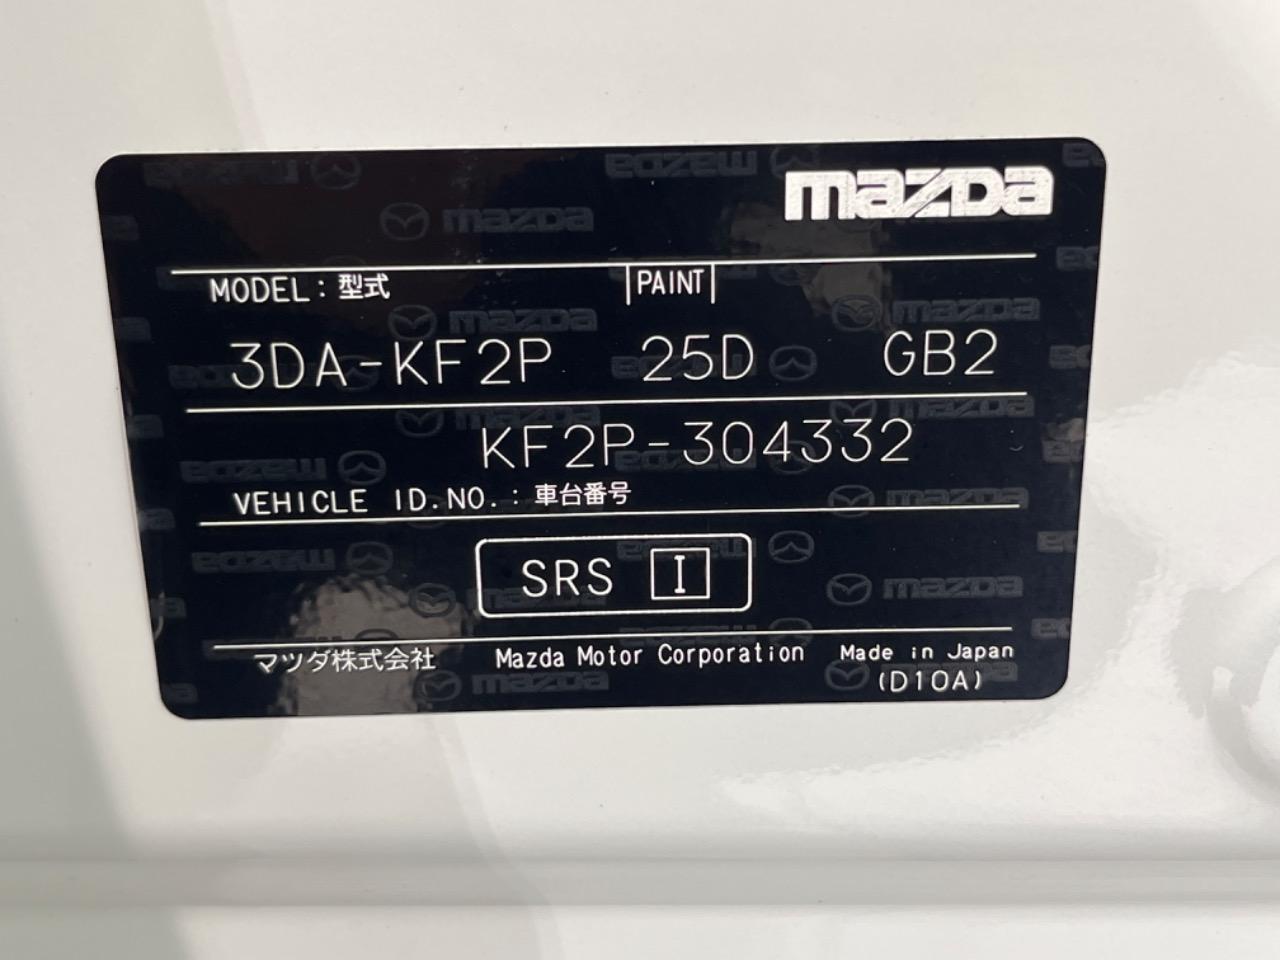 mazda
MODEL : 型式 PAINT
3DA-KF2P 25D GB2
KF2P-304332
VEHICLE ID.NO. : 車台番号
SRS I
マツダ株式会社 Mazda Motor Corporation Made in Japan
(D10A)